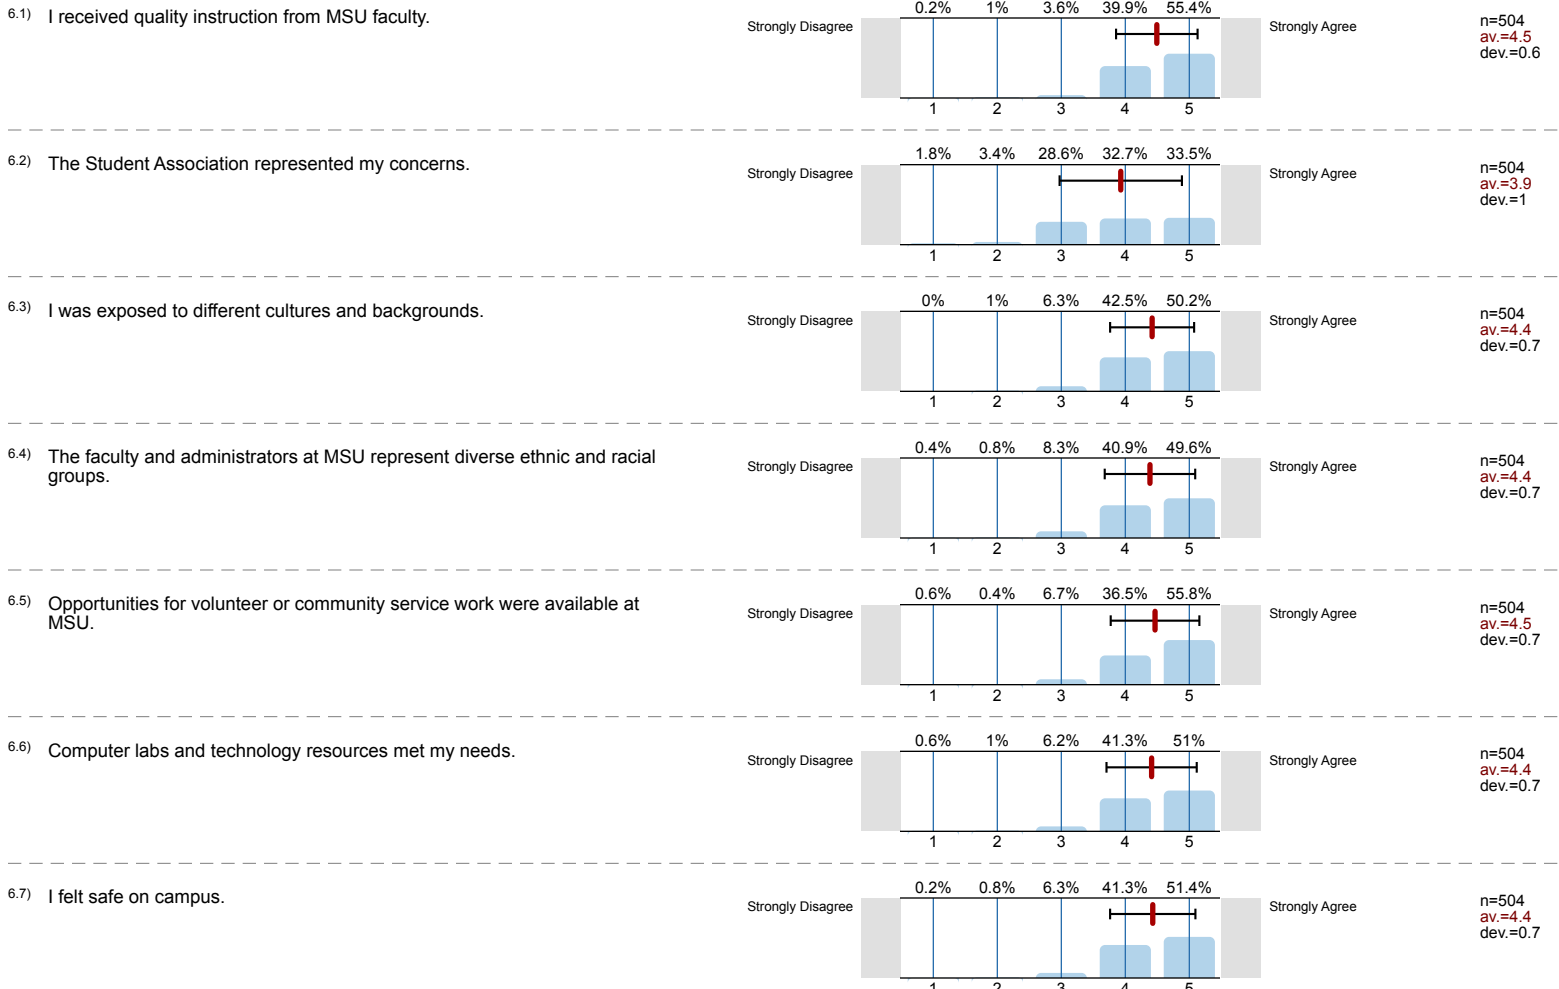 6.1) I received quality instruction from MSU faculty.
Strongly Disagree
0.2% 1% 3.6% 39.9% 55.4%
1 2 3 4 5
Strongly Agree
n=504
av.=4.5
dev.=0.6
6.2) The Student Association represented my concerns.
Strongly Disagree
1.8% 3.4% 28.6% 32.7% 33.5%
1 2 3 4 5
Strongly Agree
n=504
av.=3.9
dev.=1
6.3) I was exposed to different cultures and backgrounds.
Strongly Disagree
0% 1% 6.3% 42.5% 50.2%
1 2 3 4 5
Strongly Agree
n=504
av.=4.4
dev.=0.7
6.4) The faculty and administrators at MSU represent diverse ethnic and racial
groups.
Strongly Disagree
0.4% 0.8% 8.3% 40.9% 49.6%
1 2 3 4 5
Strongly Agree
n=504
av.=4.4
dev.=0.7
6.5) Opportunities for volunteer or community service work were available at
MSU.
Strongly Disagree
0.6% 0.4% 6.7% 36.5% 55.8%
1 2 3 4 5
Strongly Agree
n=504
av.=4.5
dev.=0.7
6.6) Computer labs and technology resources met my needs.
Strongly Disagree
0.6% 1% 6.2% 41.3% 51%
1 2 3 4 5
Strongly Agree
n=504
av.=4.4
dev.=0.7
6.7) I felt safe on campus.
Strongly Disagree
0.2% 0.8% 6.3% 41.3% 51.4%
1 2 3 4 5
Strongly Agree
n=504
av.=4.4
dev.=0.7